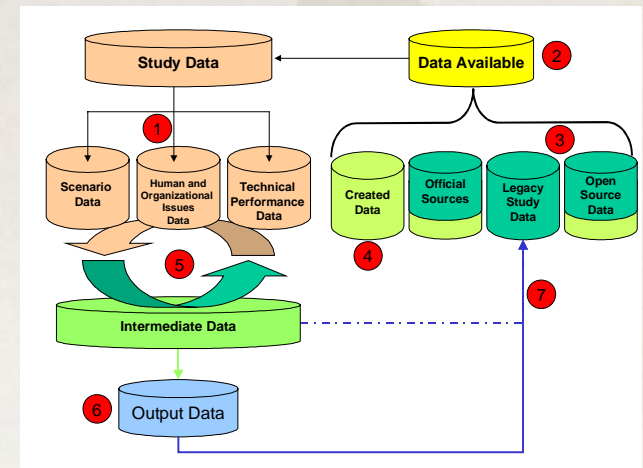 Study Data
Data Available
2
1
3
Scenario
Data
Human and
Organizational
Issues
Data
Technical
Performance
Data
Created
Data
Official
Sources
Legacy
Study
Data
Open
Source
Data
4
5
7
Intermediate Data
6
Output Data